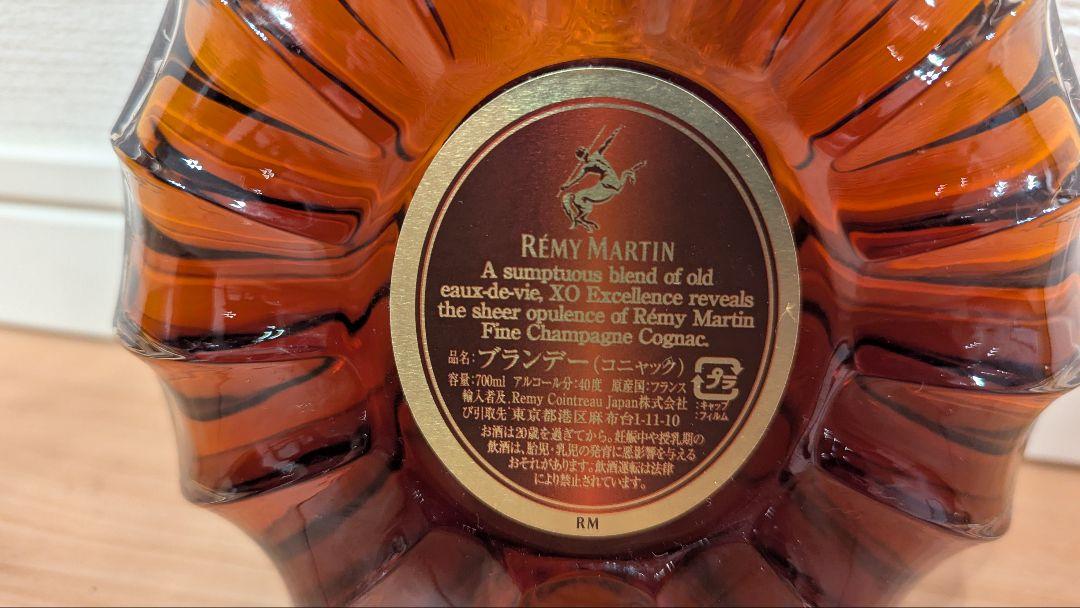 RÉMY MARTIN
A sumptuous blend of old
eaux-de-vie, XO Excellence reveals
the sheer opulence of Rémy Martin
Fine Champagne Cognac.
品名:ブランデー(コニャック)
容量:700ml アルコール分:40度 原産国:フランス
輸入者及 Remy Cointreau Japan株式会社
び引取先 東京都港区麻布台1-11-10
プラ
:キャップ
:フィルム
お酒は20歳を過ぎてから。妊娠中や授乳期の
飲酒は、胎児・乳児の発育に悪影響を与える
おそれがあります。飲酒運転は法律
により禁止されています。
RM